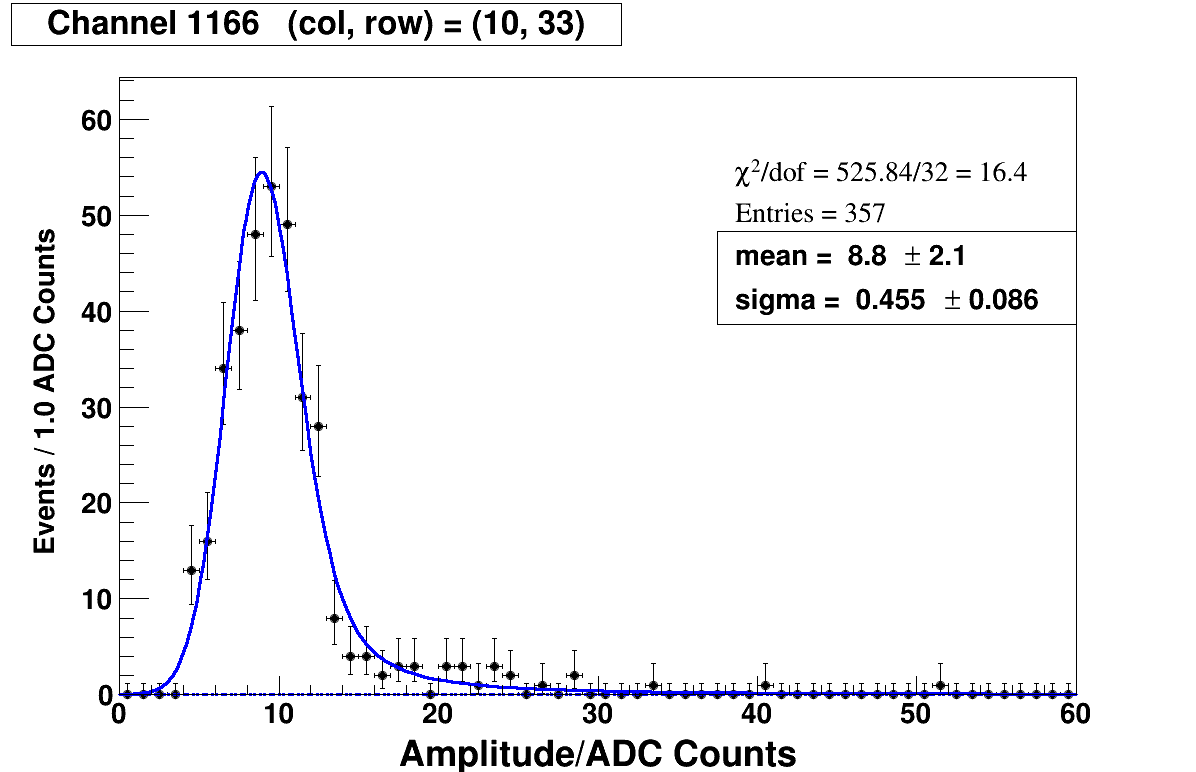 Channel 1166 (col, row) = (10, 33)
χ²/dof = 525.84/32 = 16.4
Entries = 357
mean = 8.8 ± 2.1
sigma = 0.455 ± 0.086
Events / 1.0 ADC Counts
60
50
40
30
20
10
0
0 10 20 30 40 50 60
Amplitude/ADC Counts